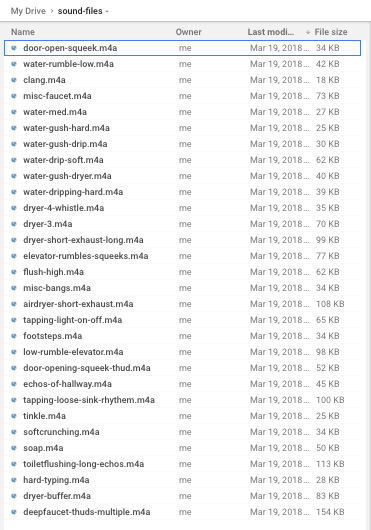 My Drive > sound-files
Name Owner Last modi... File size
door-open-squeek.m4a me Mar 19, 2018... 34 KB
water-rumble-low.m4a me Mar 19, 2018... 42 KB
clang.m4a me Mar 19, 2018... 18 KB
misc-faucet.m4a me Mar 19, 2018... 73 KB
water-med.m4a me Mar 19, 2018... 27 KB
water-gush-hard.m4a me Mar 19, 2018... 25 KB
water-gush-drip.m4a me Mar 19, 2018... 30 KB
water-drip-soft.m4a me Mar 19, 2018... 62 KB
water-gush-dryer.m4a me Mar 19, 2018... 40 KB
water-dripping-hard.m4a me Mar 19, 2018... 39 KB
dryer-4-whistle.m4a me Mar 19, 2018... 35 KB
dryer-3.m4a me Mar 19, 2018... 70 KB
dryer-short-exhaust-long.m4a me Mar 19, 2018... 99 KB
elevator-rumbles-squeeks.m4a me Mar 19, 2018... 77 KB
flush-high.m4a me Mar 19, 2018... 62 KB
misc-bangs.m4a me Mar 19, 2018... 34 KB
airdryer-short-exhaust.m4a me Mar 19, 2018... 108 KB
tapping-light-on-off.m4a me Mar 19, 2018... 65 KB
footsteps.m4a me Mar 19, 2018... 34 KB
low-rumble-elevator.m4a me Mar 19, 2018... 98 KB
door-opening-squeek-thud.m4a me Mar 19, 2018... 52 KB
echos-of-hallway.m4a me Mar 19, 2018... 45 KB
tapping-loose-sink-rhythem.m4a me Mar 19, 2018... 100 KB
tinkle.m4a me Mar 19, 2018... 25 KB
softcrunching.m4a me Mar 19, 2018... 34 KB
soap.m4a me Mar 19, 2018... 50 KB
toiletflushing-long-echos.m4a me Mar 19, 2018... 113 KB
hard-typing.m4a me Mar 19, 2018... 28 KB
dryer-buffer.m4a me Mar 19, 2018... 83 KB
deepfaucet-thuds-multiple.m4a me Mar 19, 2018... 154 KB